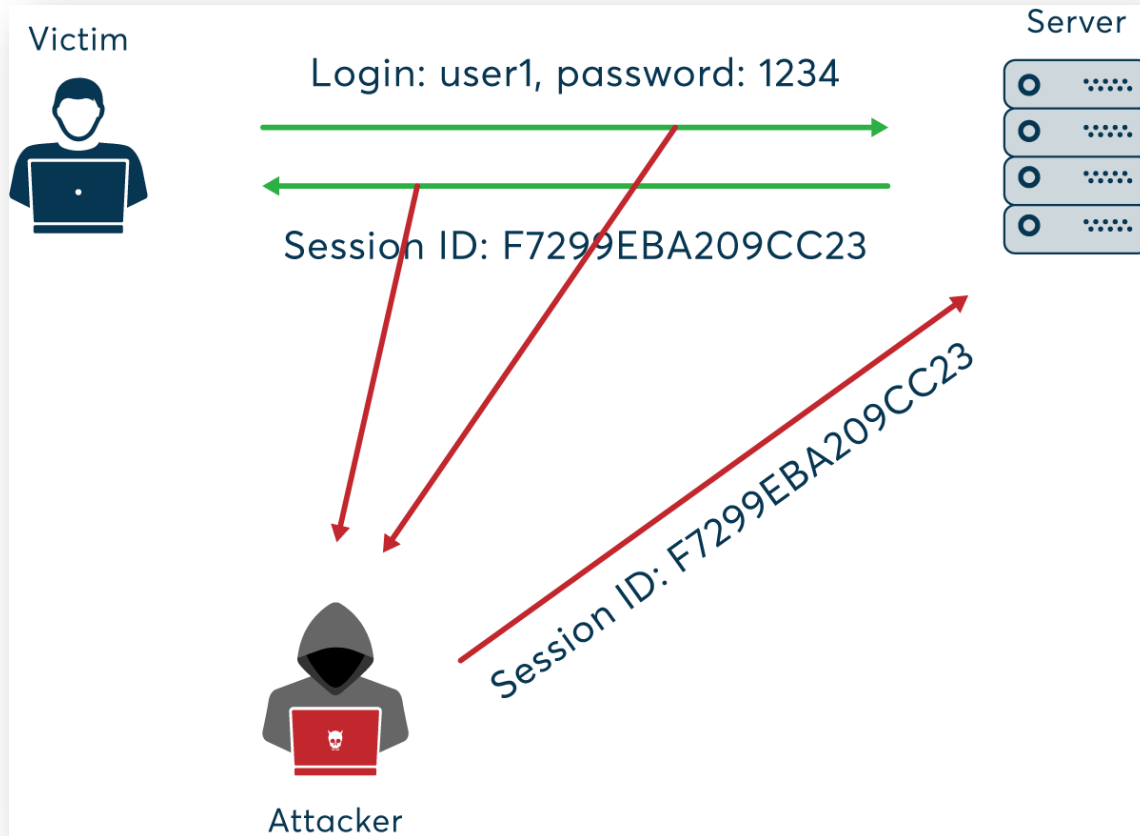 Victim
Server
Login: user1, password: 1234
Session ID: F7299EBA209CC23
Session ID: F7299EBA209CC23
Attacker